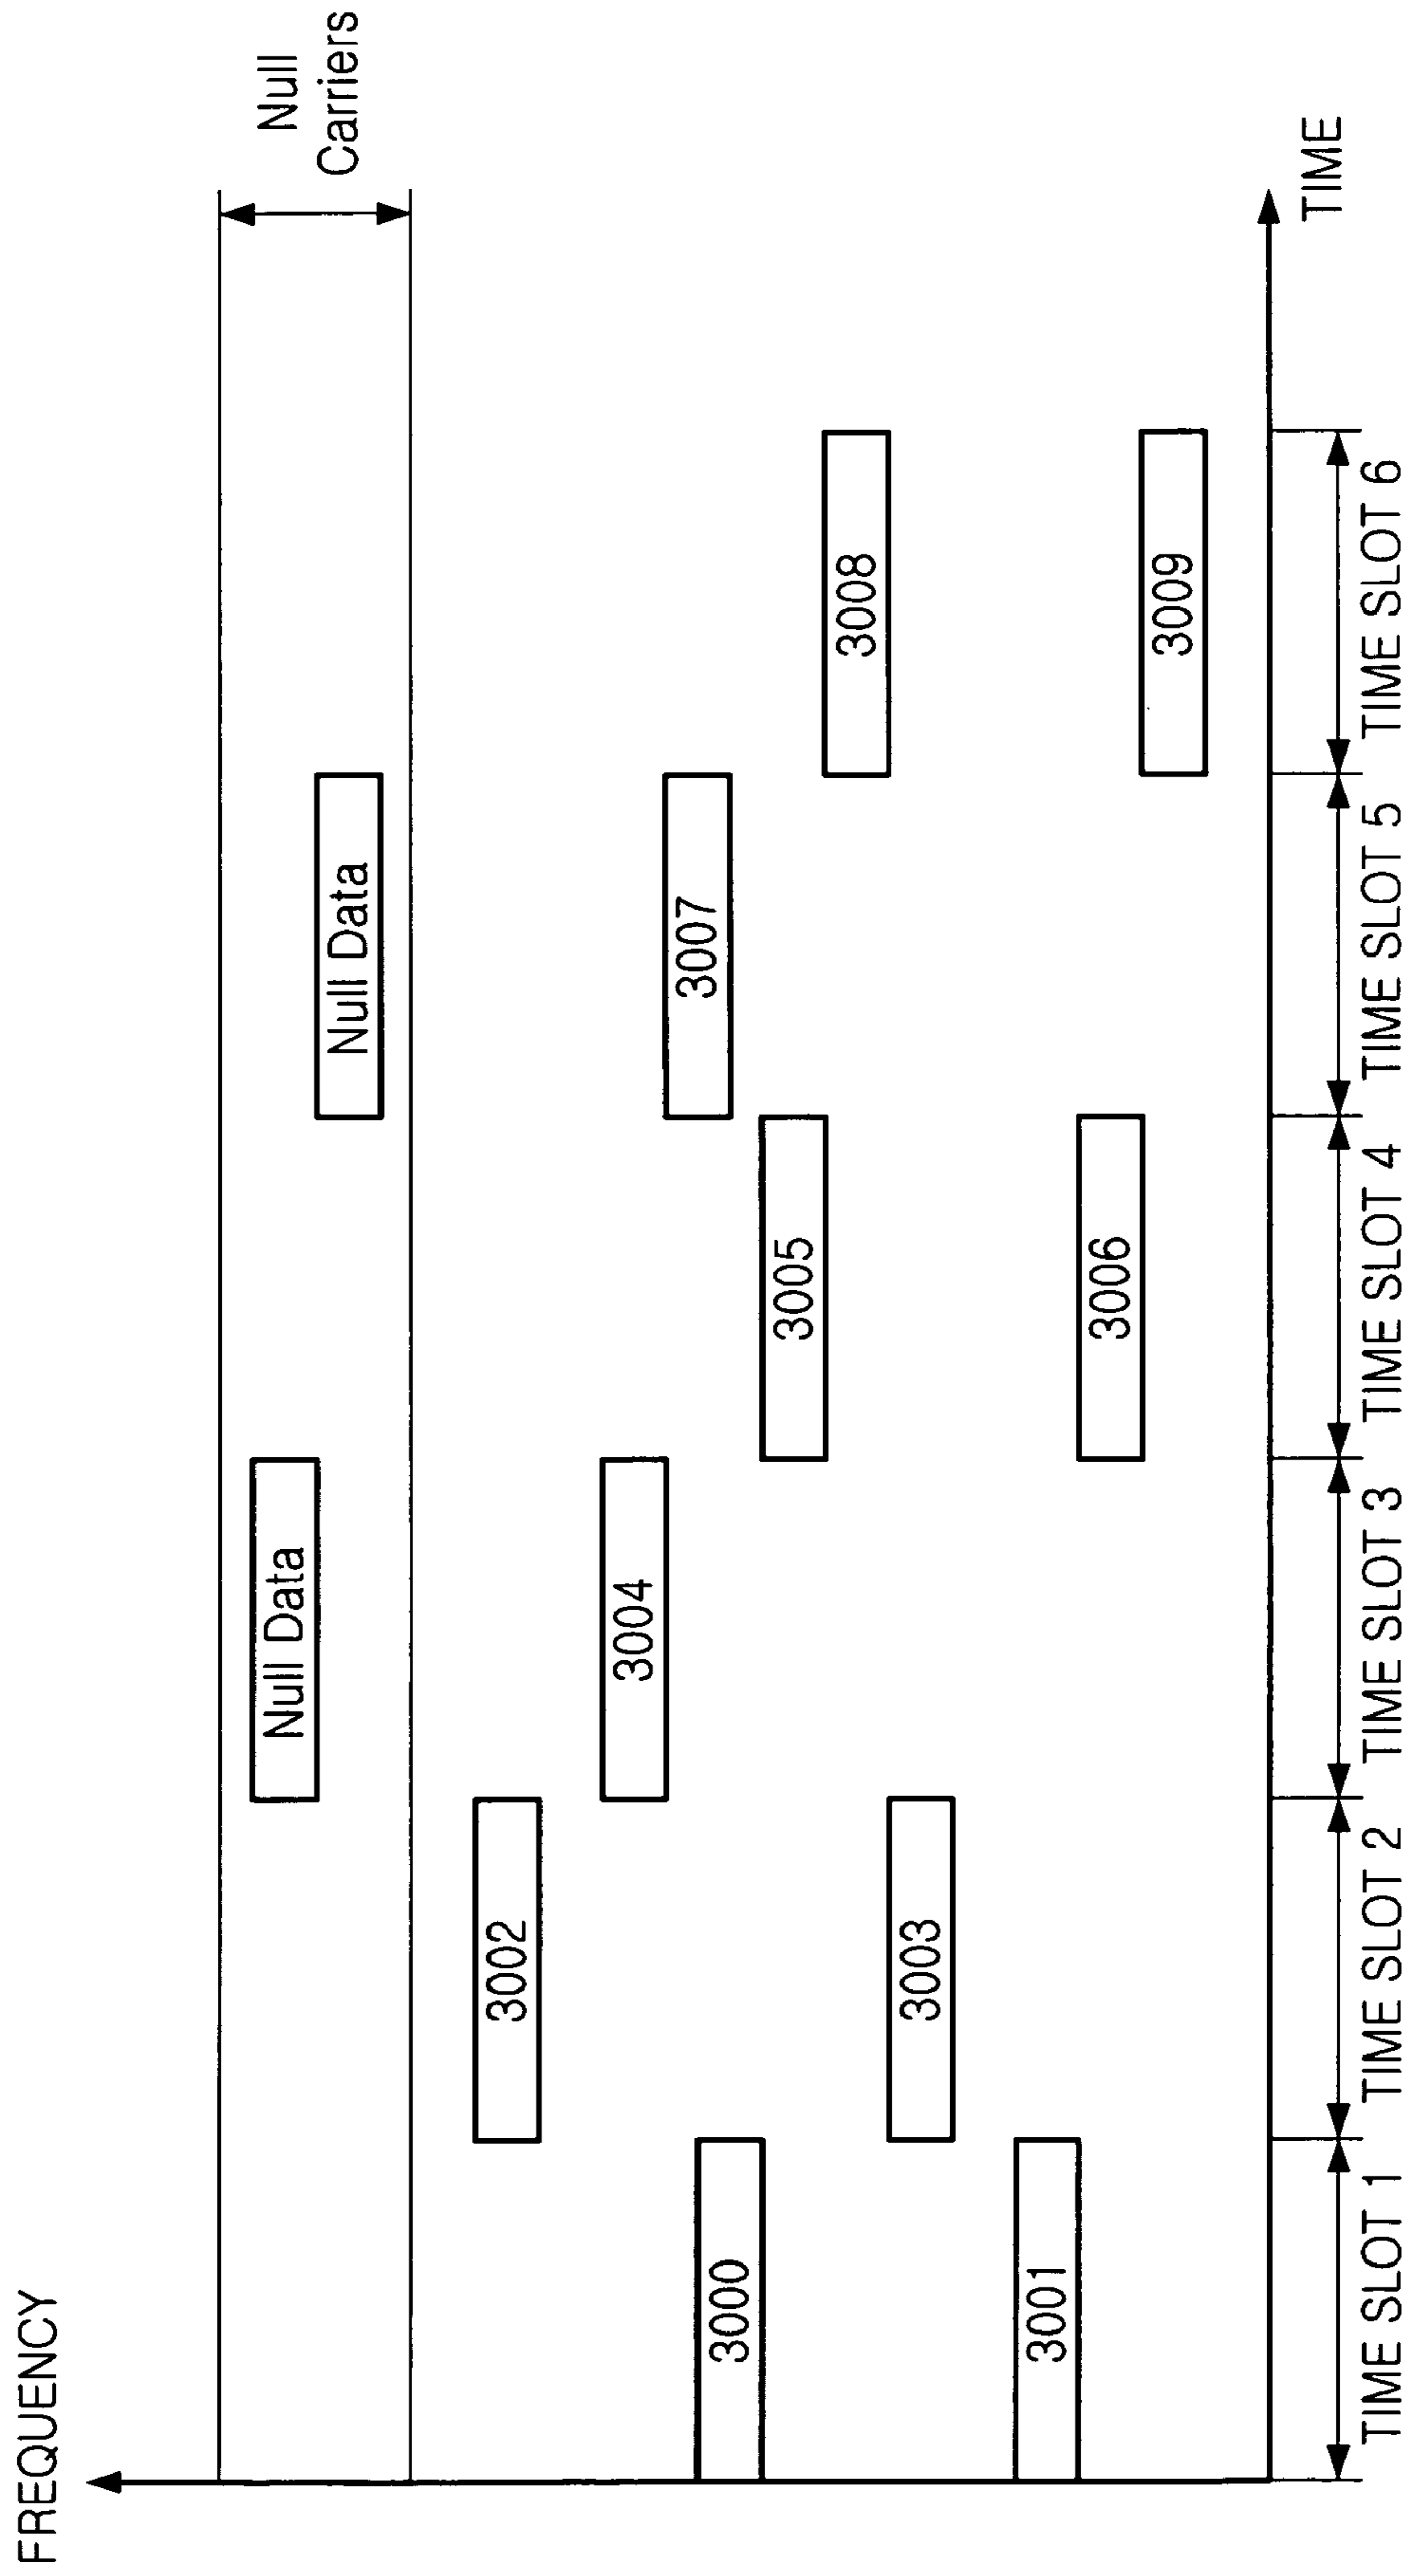 FREQUENCY
Null
Carriers
Null Data
Null Data
3002
3004
3007
3000
3005
3008
3003
3001
3006
3009
TIME
TIME SLOT 1
TIME SLOT 2
TIME SLOT 3
TIME SLOT 4
TIME SLOT 5
TIME SLOT 6